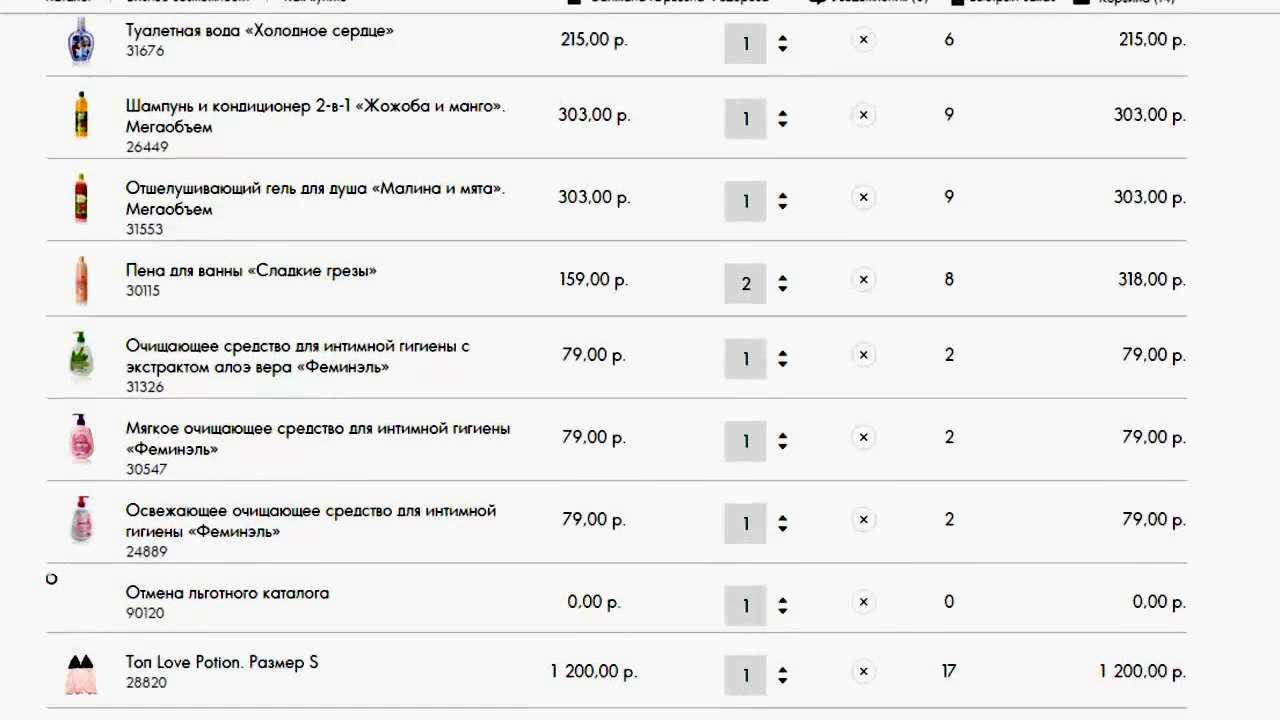 Туалетная вода «Холодное сердце»
31676
215,00 р. 1 6 215,00 р.
Шампунь и кондиционер 2-в-1 «Жожоба и манго».
Мегаобъем
26449
303,00 р. 1 9 303,00 р.
Отшелушивающий гель для душа «Малина и мята».
Мегаобъем
31553
303,00 р. 1 9 303,00 р.
Пена для ванны «Сладкие грезы»
30115
159,00 р. 2 8 318,00 р.
Очищающее средство для интимной гигиены с
экстрактом алоэ вера «Феминэль»
31326
79,00 р. 1 2 79,00 р.
Мягкое очищающее средство для интимной гигиены
«Феминэль»
30547
79,00 р. 1 2 79,00 р.
Освежающее очищающее средство для интимной
гигиены «Феминэль»
24889
79,00 р. 1 2 79,00 р.
Отмена льготного каталога
90120
0,00 р. 1 0 0,00 р.
Топ Love Potion. Размер S
28820
1 200,00 р. 1 17 1 200,00 р.